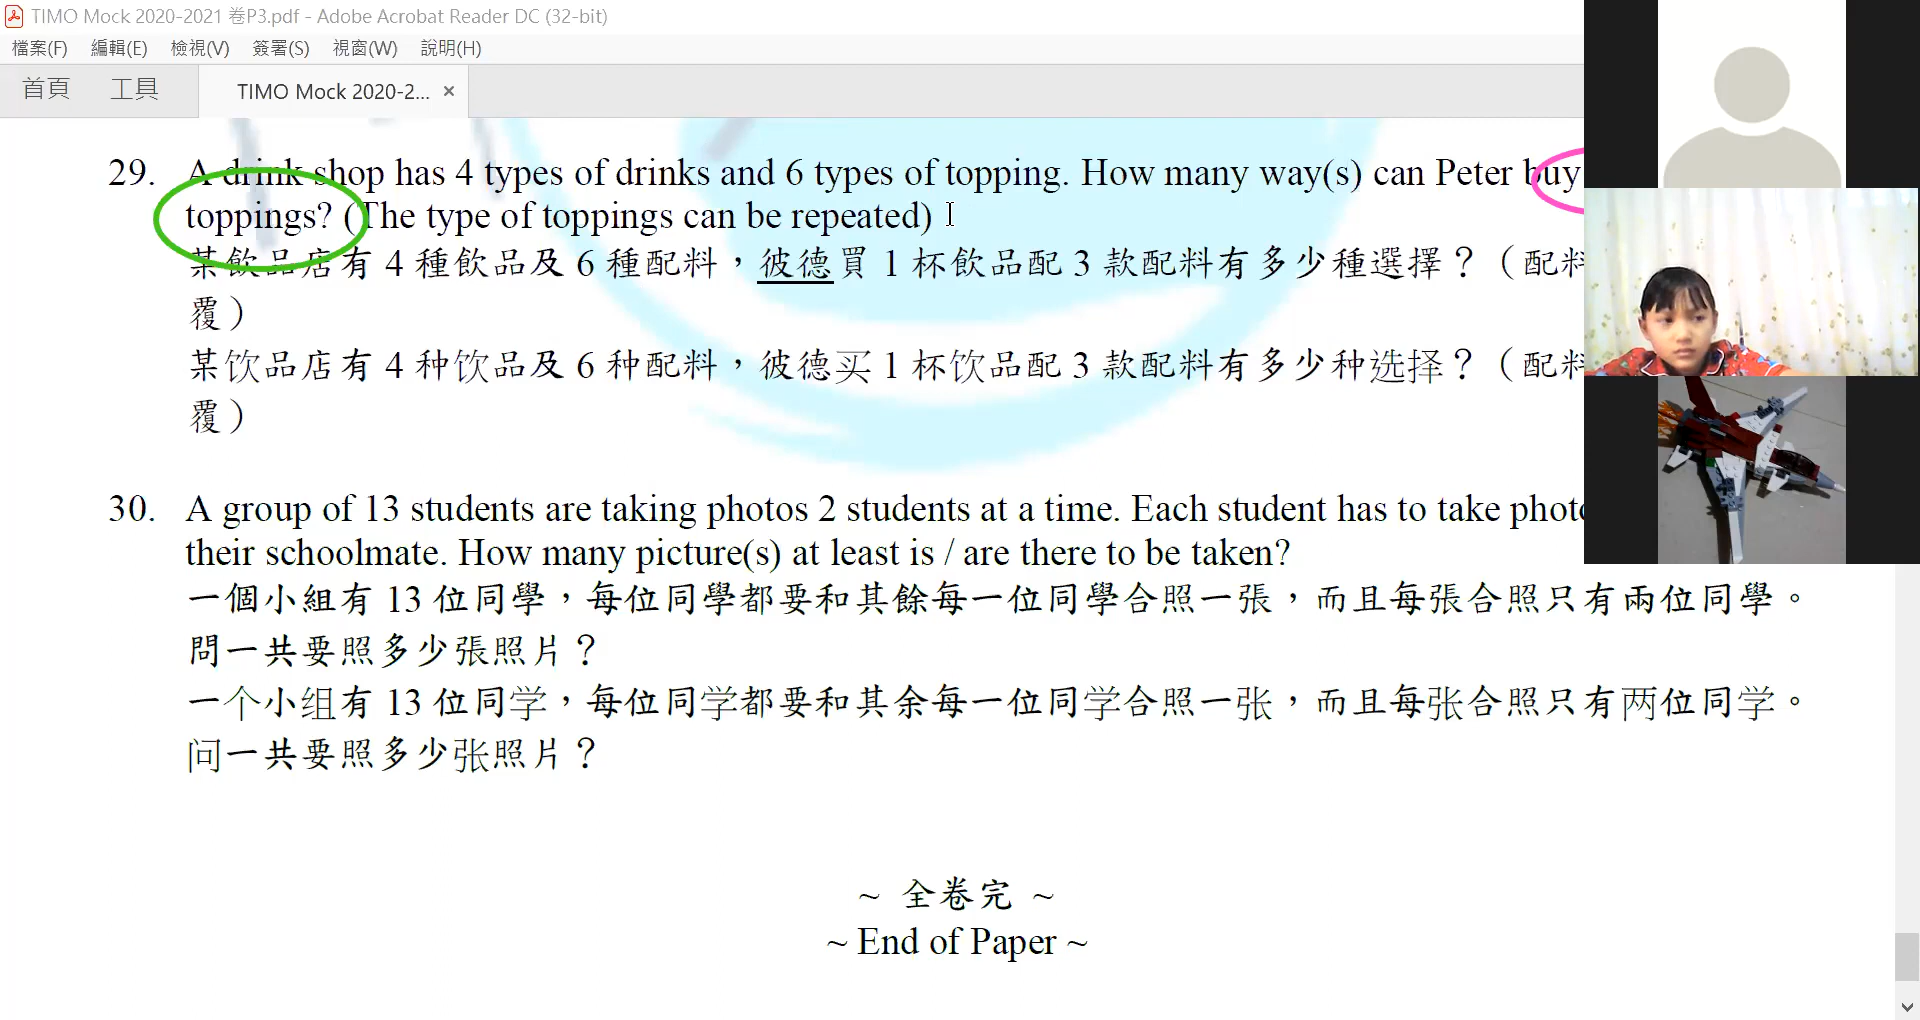 TIMO Mock 2020-2021 卷P3.pdf - Adobe Acrobat Reader DC (32-bit)
檔案(F) 編輯(E) 檢視(V) 簽署(S) 視窗(W) 說明(H)
首頁 工具 TIMO Mock 2020-2... ×
29. A drink shop has 4 types of drinks and 6 types of topping. How many way(s) can Peter buy
toppings? (The type of toppings can be repeated)
某飲品店有 4 種飲品及 6 種配料，彼德買 1 杯飲品配 3 款配料有多少種選擇？（配料
覆）
某饮品店有 4 种饮品及 6 种配料，彼德买 1 杯饮品配 3 款配料有多少种选择？（配料
覆）
30. A group of 13 students are taking photos 2 students at a time. Each student has to take photo
their schoolmate. How many picture(s) at least is / are there to be taken?
一個小組有 13 位同學，每位同學都要和其餘每一位同學合照一張，而且每張合照只有兩位同學。
問一共要照多少張照片？
一个小组有 13 位同学，每位同学都要和其余每一位同学合照一张，而且每张合照只有两位同学。
问一共要照多少张照片？
~ 全卷完 ~
~ End of Paper ~